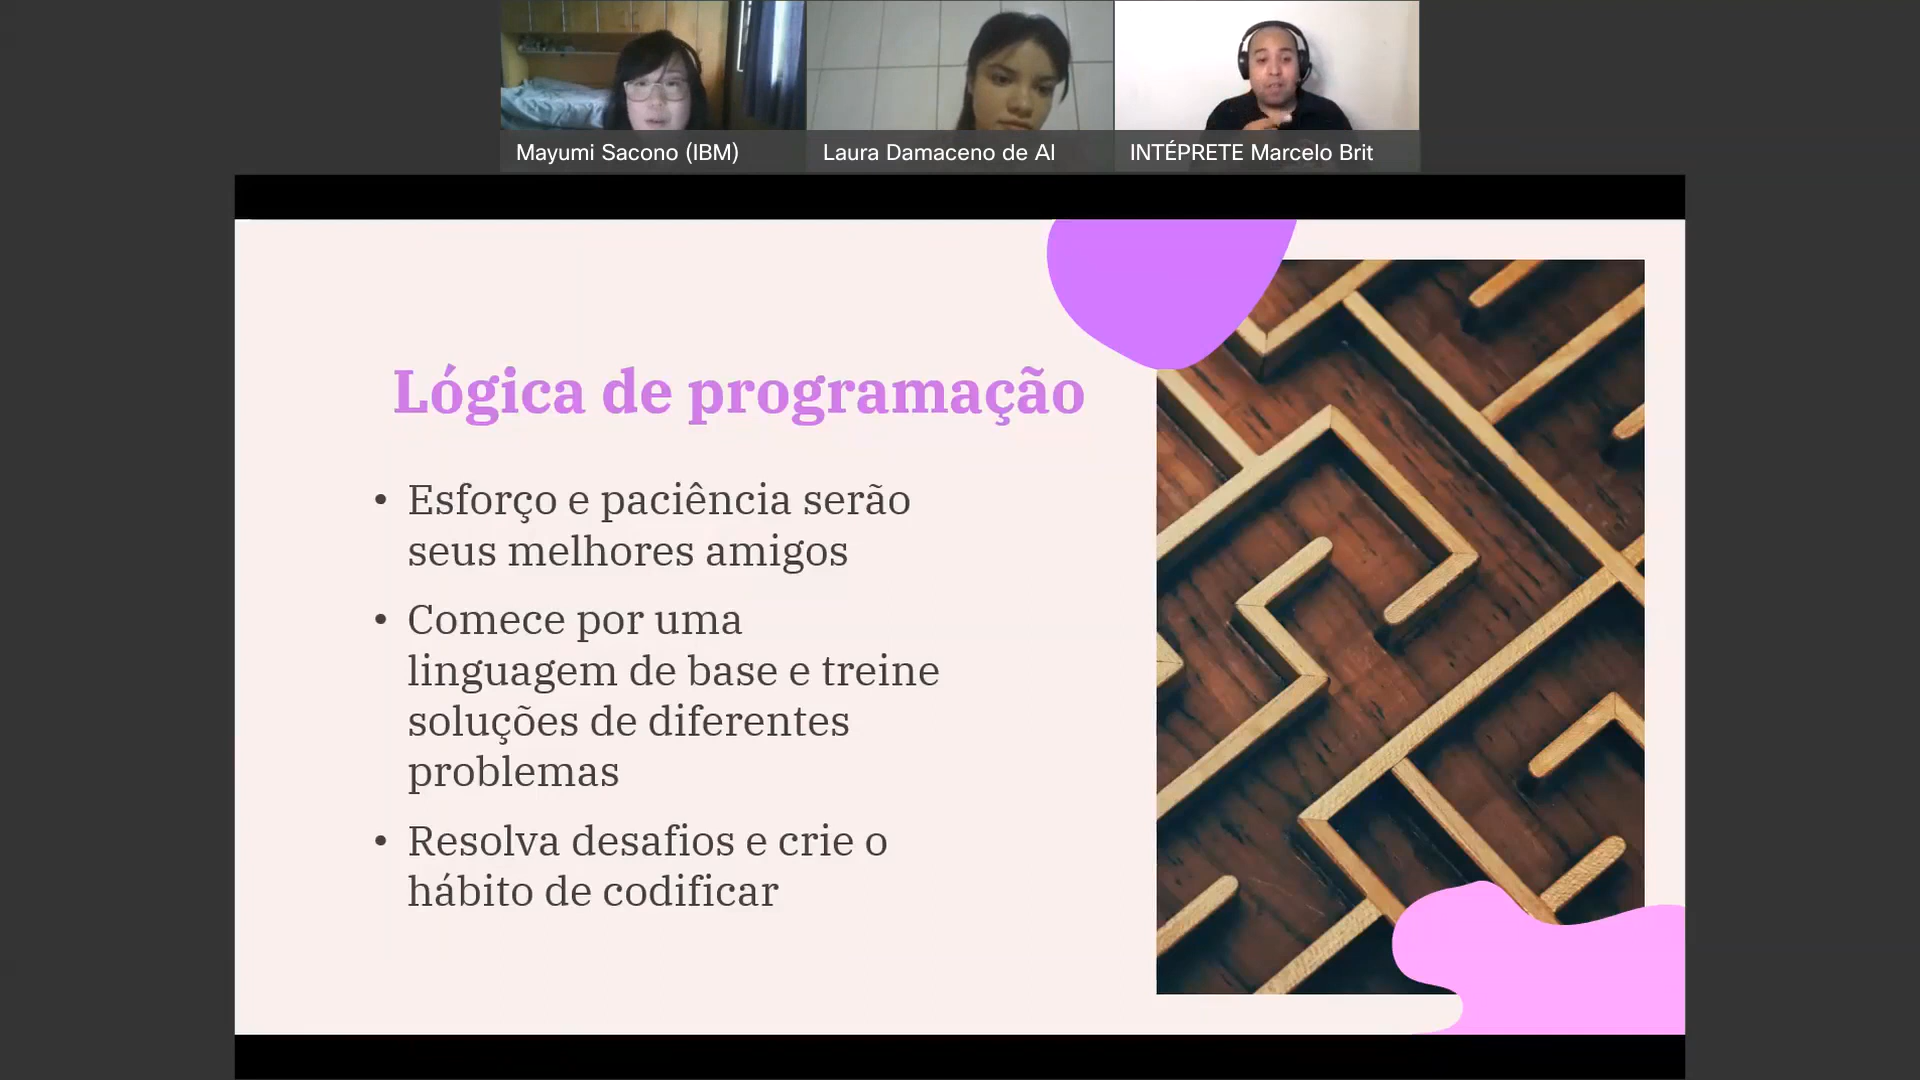 Mayumi Sacono (IBM)
Laura Damaceno de Al
INTÉPRETE Marcelo Brit
Lógica de programação
• Esforço e paciência serão
seus melhores amigos
• Comece por uma
linguagem de base e treine
soluções de diferentes
problemas
• Resolva desafios e crie o
hábito de codificar